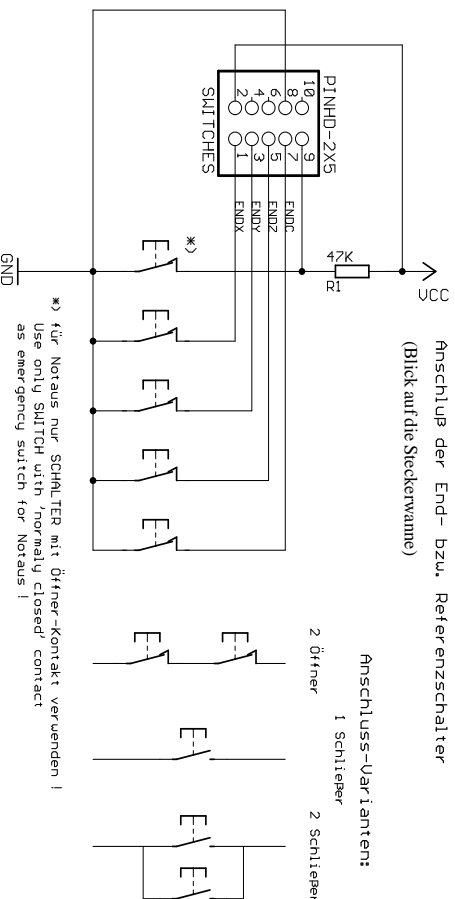 Anschluß der End- bzw. Referenzschalter
(Blick auf die Steckerwanne)
VCC
47K
R1
PINHD-2X5
10
8
6
4
2
9
7
5
3
1
SWITCHES
ENDC
ENDZ
ENDY
ENDX
*)
GND
Anschluss-Varianten:
2 Öffner
1 Schließer
2 Schließer
*) für Notaus nur SCHALTER mit Öffner-Kontakt verwenden !
Use only SWITCH with 'normaly closed' contact
as emergency switch for Notaus !